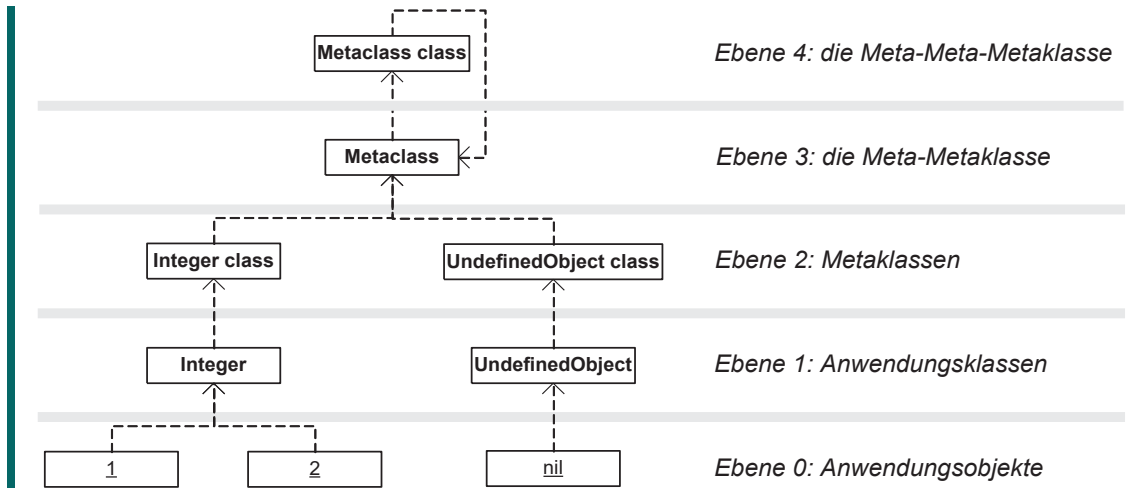 Metaclass class
Ebene 4: die Meta-Meta-Metaklasse
Metaclass
Ebene 3: die Meta-Metaklasse
Integer class
UndefinedObject class
Ebene 2: Metaklassen
Integer
UndefinedObject
Ebene 1: Anwendungsklassen
1
2
nil
Ebene 0: Anwendungsobjekte